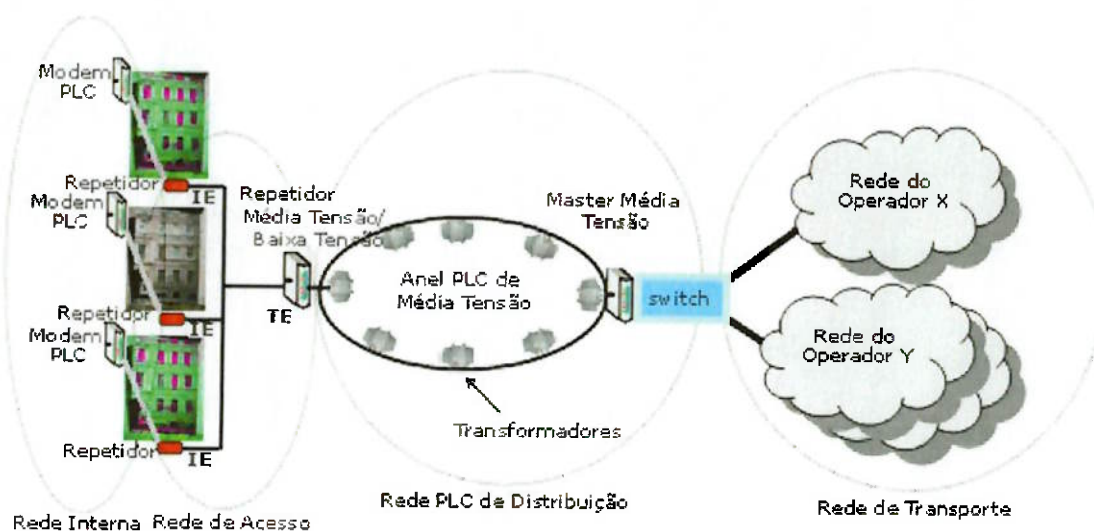 Modem
PLC
Repetidor
IE
Modem
PLC
Repetidor
IE
Modem
PLC
Repetidor
IE
Repetidor
Média Tensão/
Baixa Tensão
TE
Anel PLC de
Média Tensão
Transformadores
Master Média
Tensão
switch
Rede do
Operador X
Rede do
Operador Y
Rede Interna
Rede de Acesso
Rede PLC de Distribuição
Rede de Transporte